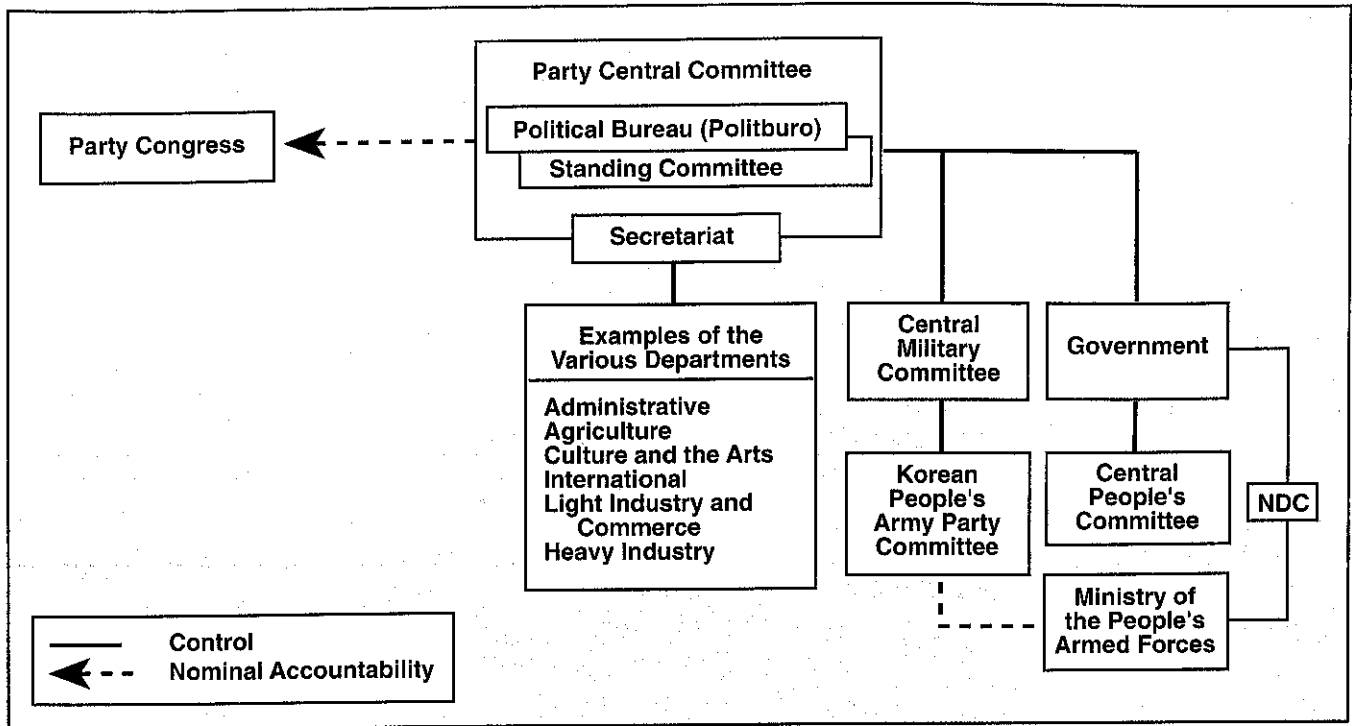 Party Central Committee
Political Bureau (Politburo)
Standing Committee
Secretariat
Party Congress
Examples of the
Various Departments
Administrative
Agriculture
Culture and the Arts
International
Light Industry and
Commerce
Heavy Industry
Central
Military
Committee
Government
Korean
People's
Army Party
Committee
Central
People's
Committee
NDC
Ministry of
the People's
Armed Forces
Control
Nominal Accountability